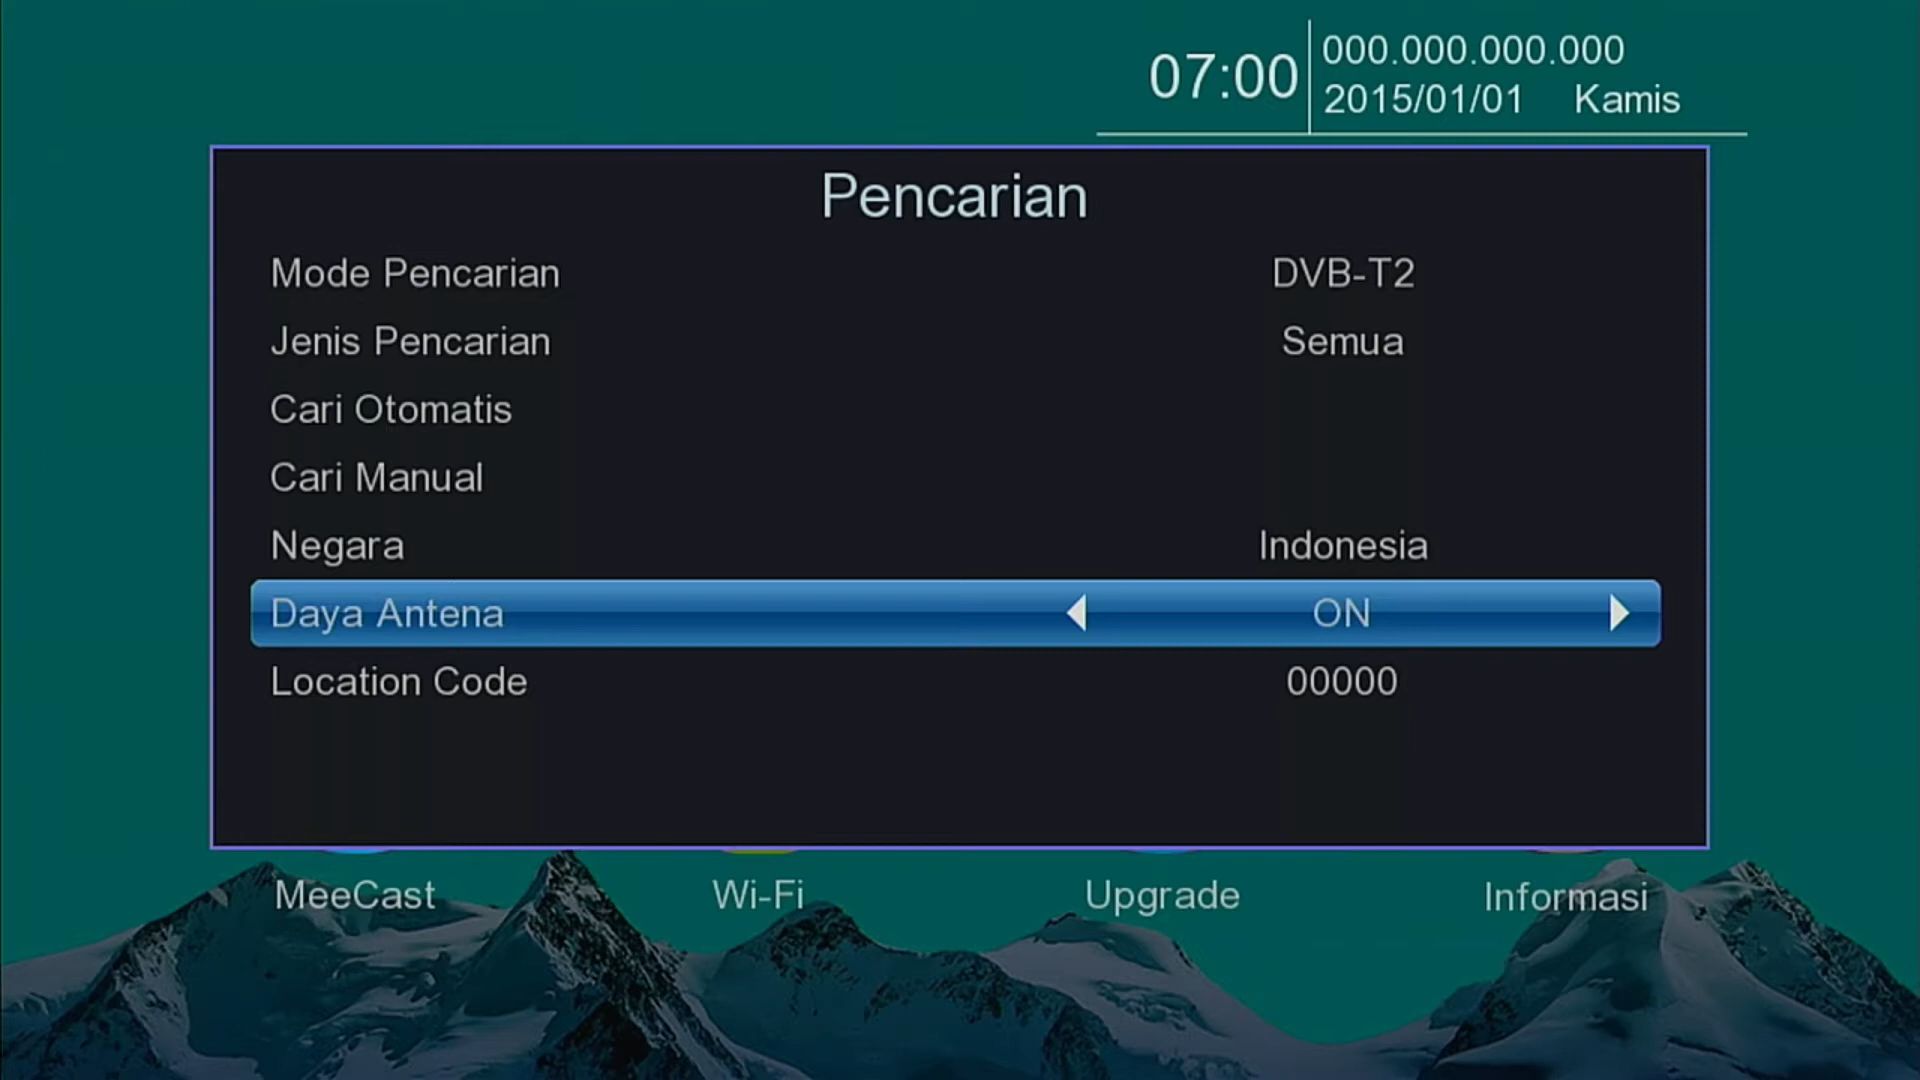 07:00
000.000.000.000
2015/01/01 Kamis
Pencarian
Mode Pencarian DVB-T2
Jenis Pencarian Semua
Cari Otomatis
Cari Manual
Negara Indonesia
Daya Antena ON
Location Code 00000
MeeCast Wi-Fi Upgrade Informasi